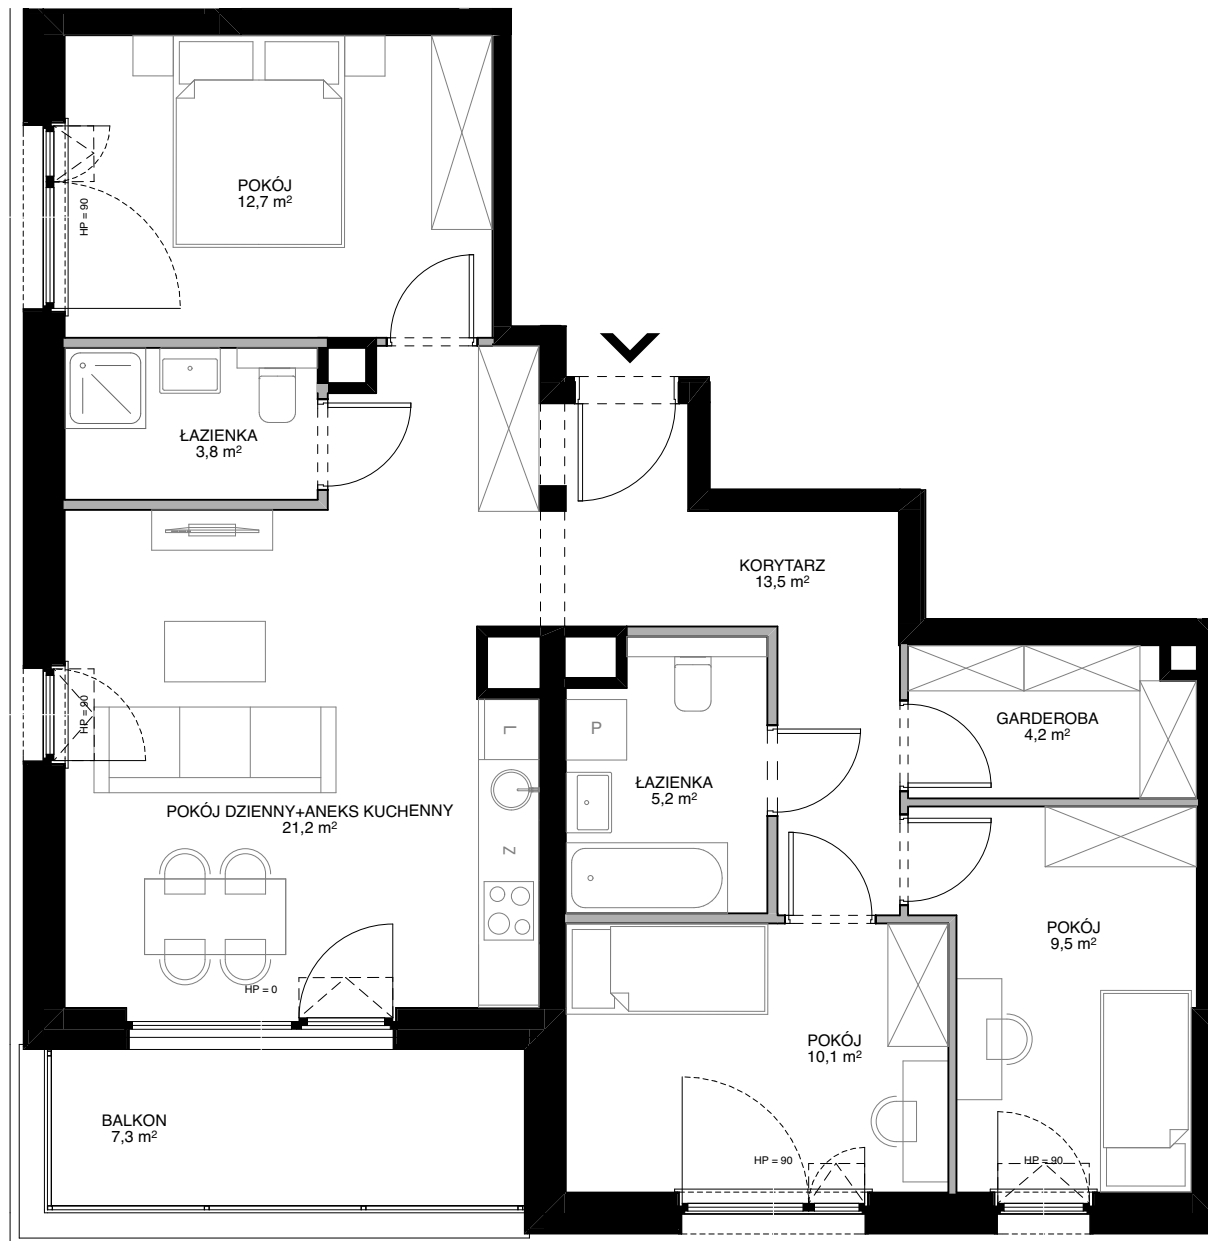 POKÓJ
12,7 m²
HP = 90
ŁAZIENKA
3,8 m²
KORYTARZ
13,5 m²
GARDEROBA
4,2 m²
HP = 90
L
P
ŁAZIENKA
5,2 m²
POKÓJ DZIENNY+ANEKS KUCHENNY
21,2 m²
Z
POKÓJ
9,5 m²
HP = 0
POKÓJ
10,1 m²
BALKON
7,3 m²
HP = 90
HP = 90